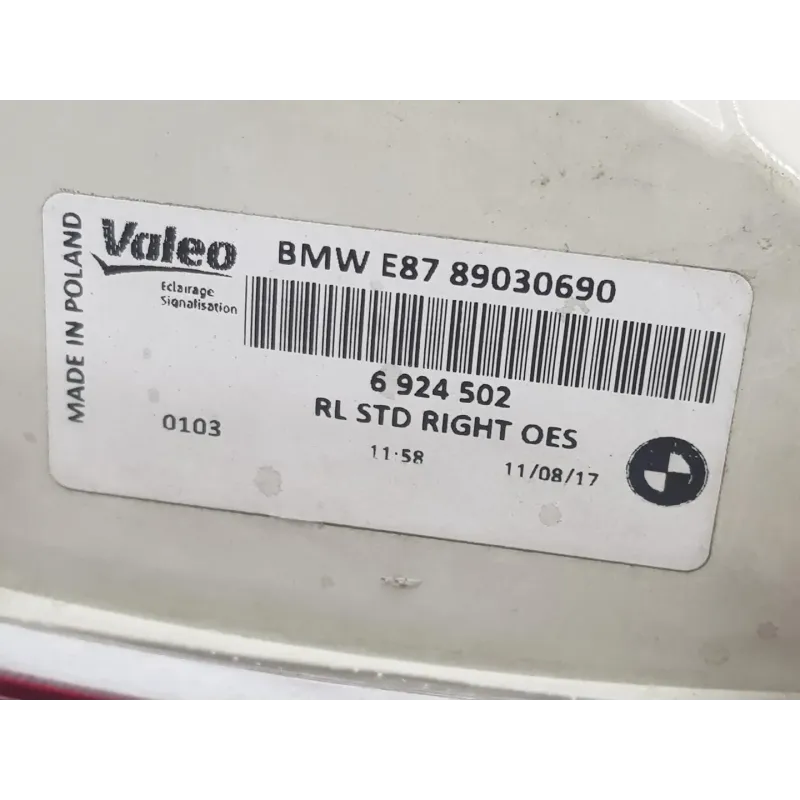 MADE IN POLAND
Valeo
Eclairage
Signalisation
BMW E87 89030690
6 924 502
RL STD RIGHT OES
0103
11:58
11/08/17